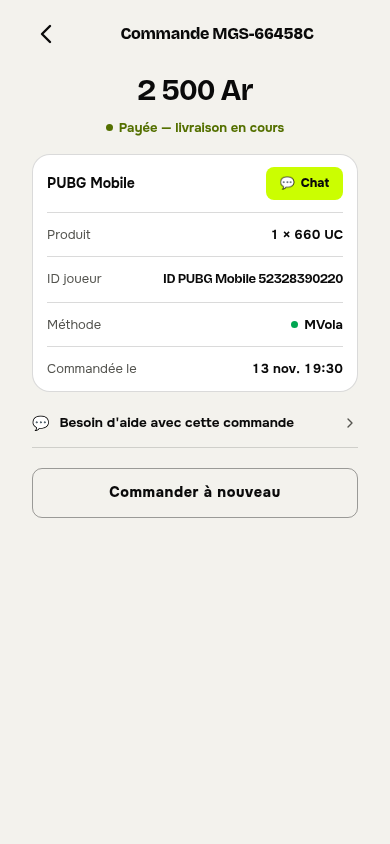 Commande MGS-66458C
2 500 Ar
Payée — livraison en cours
PUBG Mobile
💬 Chat
Produit 1 × 660 UC
ID joueur ID PUBG Mobile 52328390220
Méthode MVola
Commandée le 13 nov. 19:30
💬 Besoin d'aide avec cette commande
Commander à nouveau